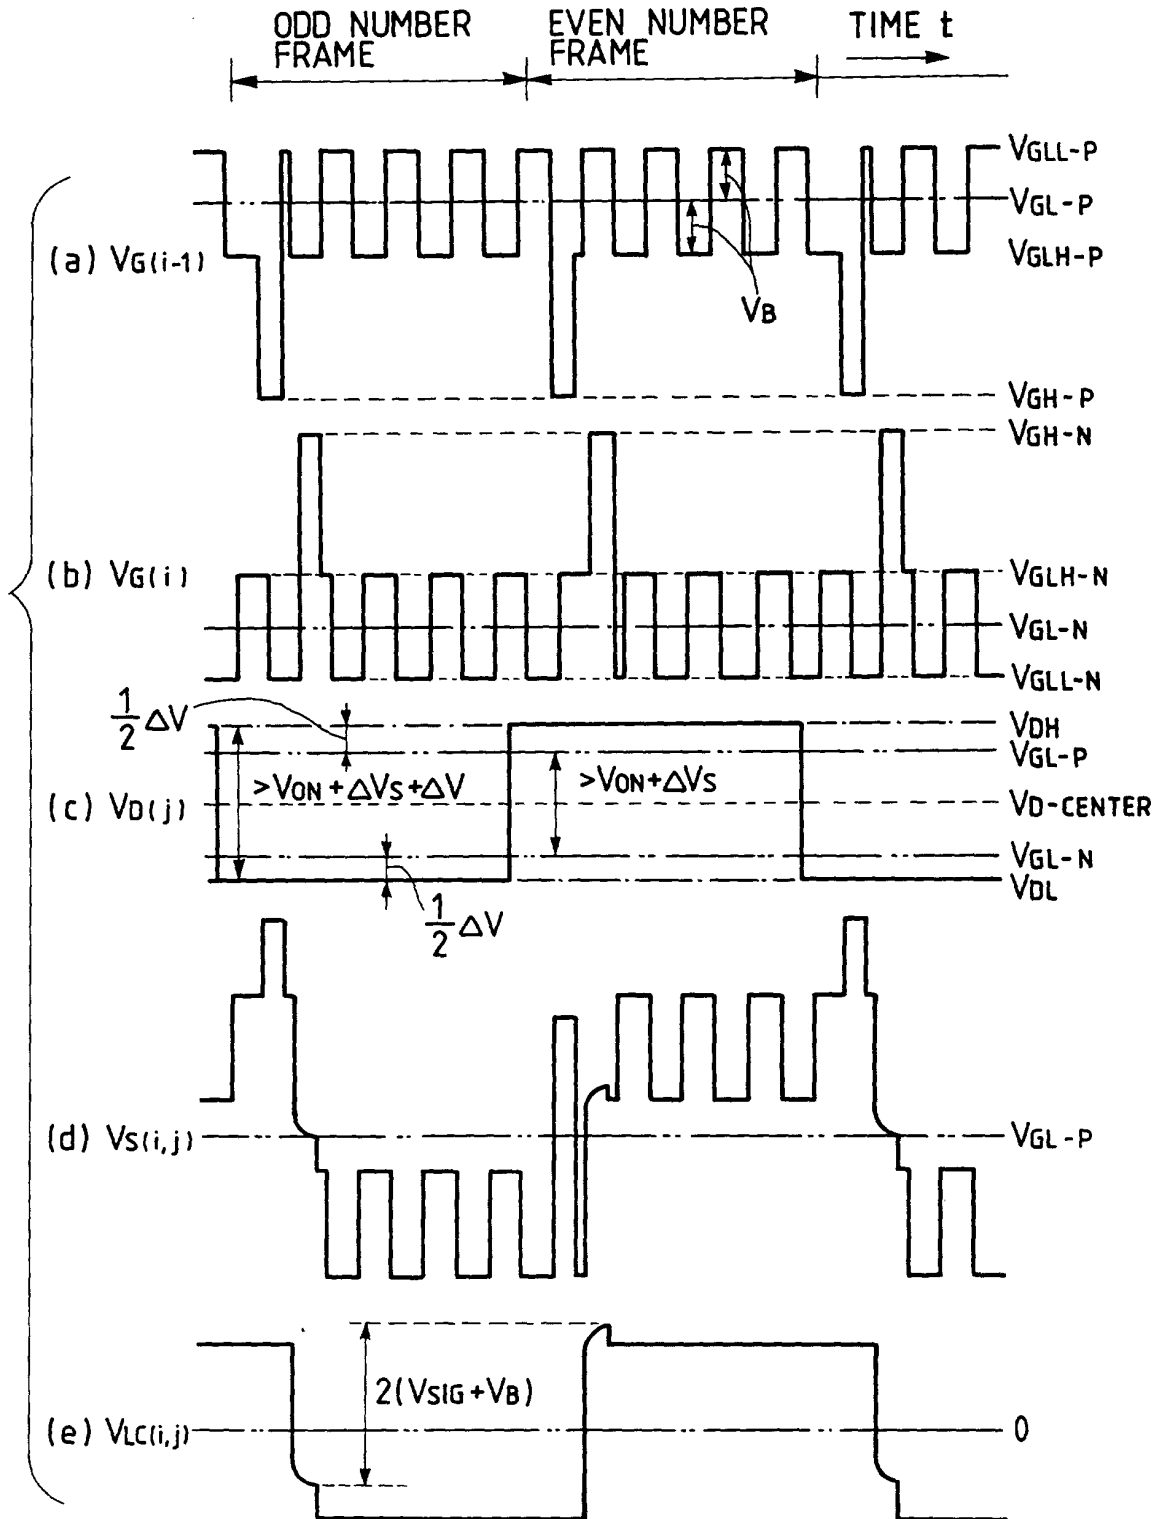 ODD NUMBER FRAME
EVEN NUMBER FRAME
TIME t
VGLL-P
VGL-P
(a) VG(i-1)
VGLH-P
VB
VGH-P
VGH-N
(b) VG(i)
VGLH-N
VGL-N
VGLL-N
1/2 ΔV
VDH
VGL-P
>VON+ΔVS+ΔV
>VON+ΔVS
(c) VD(j)
VD-CENTER
VGL-N
VDL
1/2 ΔV
(d) VS(i,j)
VGL-P
2(VSIG+VB)
(e) VLC(i,j)
0